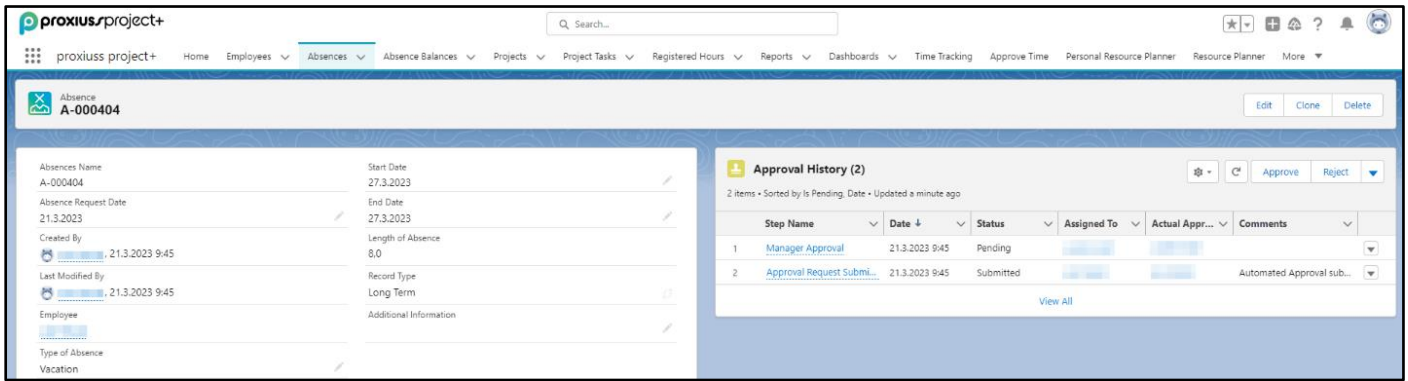 proxius project+
Search...
proxiuss project+ Home Employees Absences Absence Balances Projects Project Tasks Registered Hours Reports Dashboards Time Tracking Approve Time Personal Resource Planner Resource Planner More
Absence
A-000404
Edit Clone Delete
Absences Name
A-000404
Start Date
27.3.2023
Absence Request Date
21.3.2023
End Date
27.3.2023
Created By
, 21.3.2023 9:45
Length of Absence
8,0
Last Modified By
, 21.3.2023 9:45
Record Type
Long Term
Employee
Additional Information
Type of Absence
Vacation
Approval History (2)
Approve Reject
2 items • Sorted by Is Pending, Date • Updated a minute ago
Step Name Date Status Assigned To Actual Appr... Comments
1 Manager Approval 21.3.2023 9:45 Pending
2 Approval Request Submi... 21.3.2023 9:45 Submitted Automated Approval sub...
View All